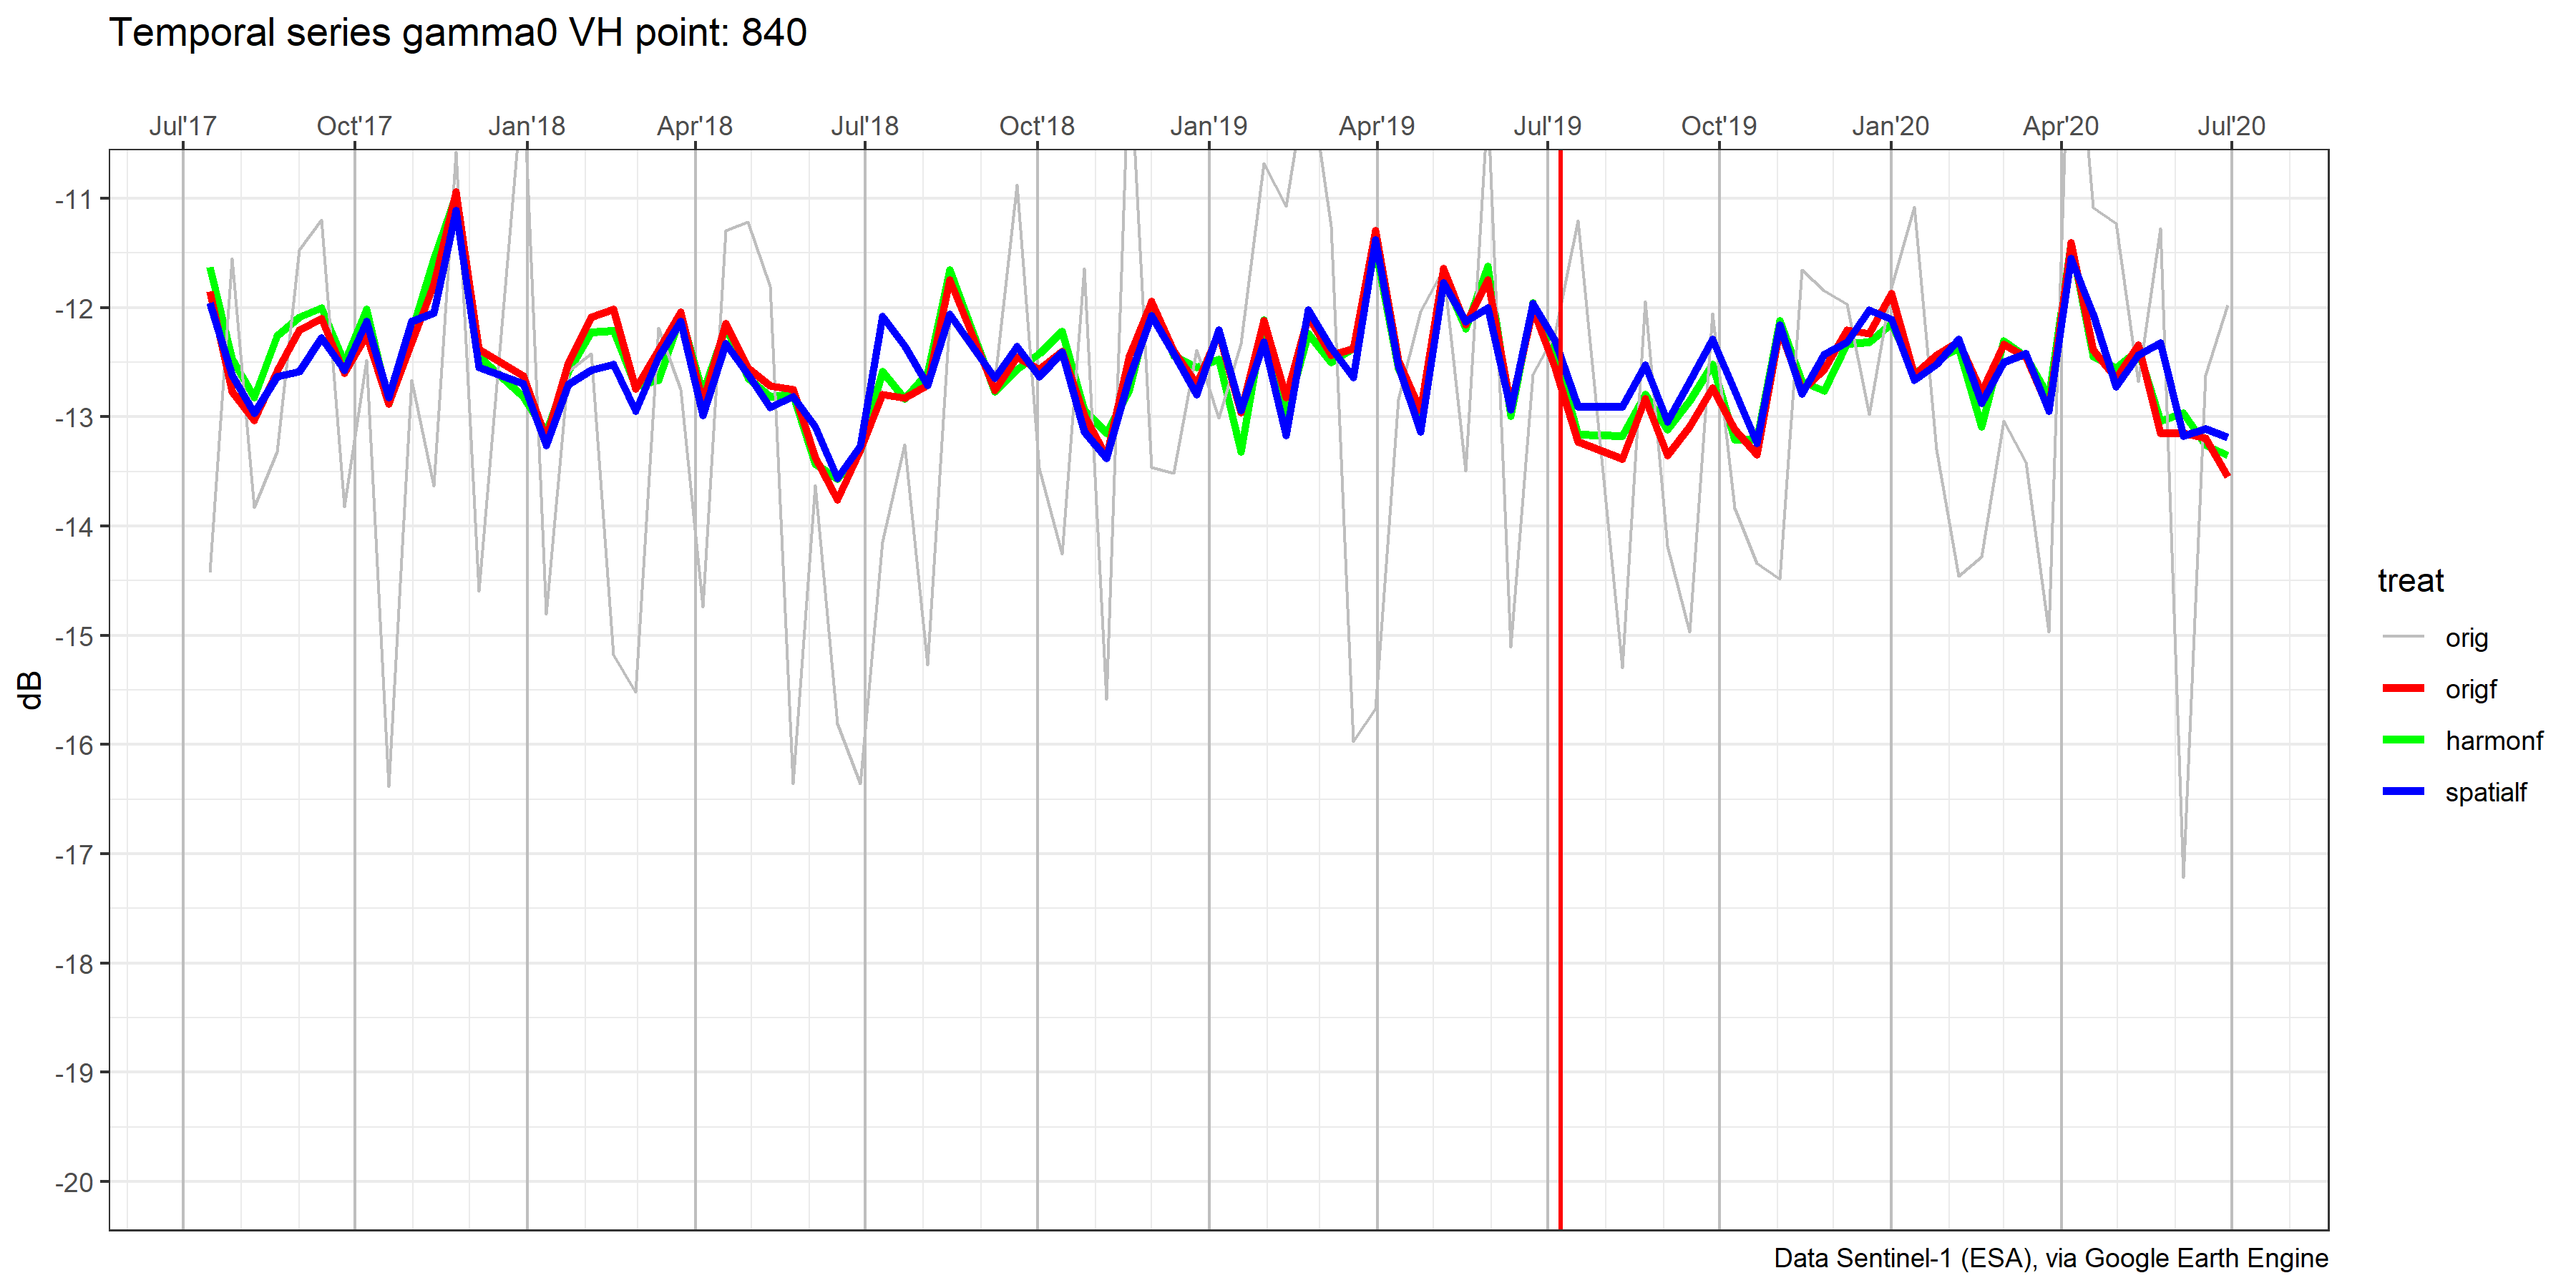 Temporal series gamma0 VH point: 840
Jul'17 Oct'17 Jan'18 Apr'18 Jul'18 Oct'18 Jan'19 Apr'19 Jul'19 Oct'19 Jan'20 Apr'20 Jul'20
-11
-12
-13
-14
-15
-16
-17
-18
-19
-20
dB
treat
orig
origf
harmonf
spatialf
Data Sentinel-1 (ESA), via Google Earth Engine